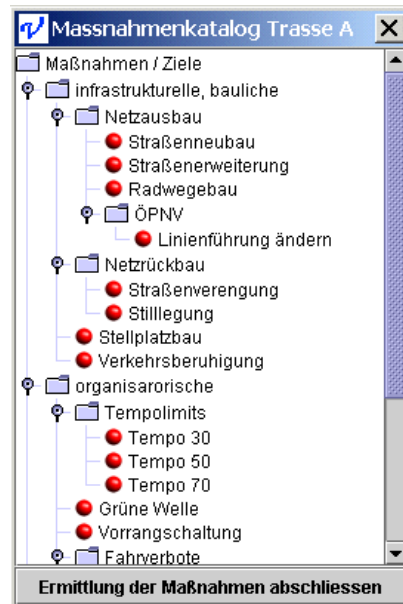 Massnahmenkatalog Trasse A
Maßnahmen / Ziele
infrastrukturelle, bauliche
Netzausbau
Straßenneubau
Straßenerweiterung
Radwegebau
ÖPNV
Linienführung ändern
Netzrückbau
Straßenverengung
Stilllegung
Stellplatzbau
Verkehrsberuhigung
organisarorische
Tempolimits
Tempo 30
Tempo 50
Tempo 70
Grüne Welle
Vorrangschaltung
Fahrverbote
Ermittlung der Maßnahmen abschliessen